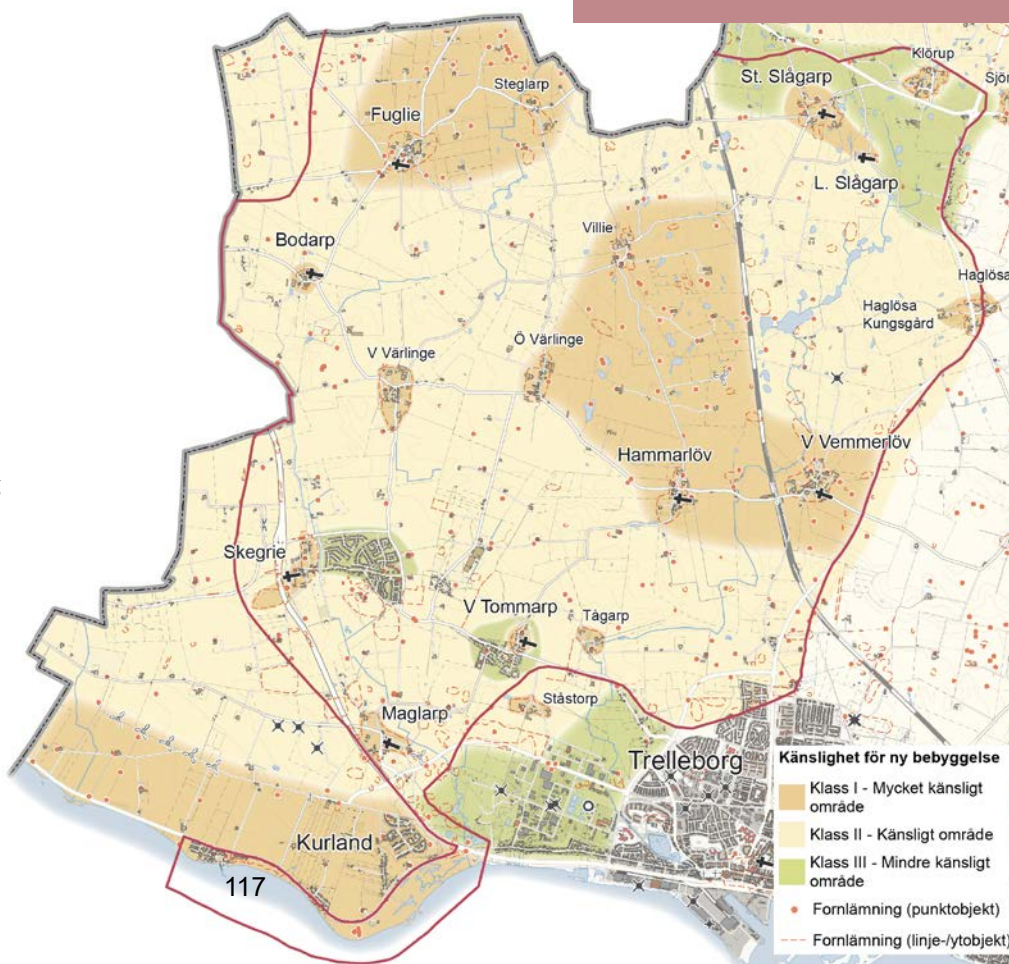 Klörup
St. Slågarp
Sjör
Steglarp
Fuglie
L. Slågarp
Villie
Bodarp
Haglösa
Haglösa
Kungsgård
Ö Värlinge
V Värlinge
V Vemmerlöv
Hammarlöv
Skegrie
V Tommarp
Tågarp
Ståstorp
Maglarp
Trelleborg
Kurland
117
Känslighet för ny bebyggelse
Klass I - Mycket känsligt
område
Klass II - Känsligt område
Klass III - Mindre känsligt
område
Fornlämning (punktobjekt)
Fornlämning (linje-/ytobjekt)